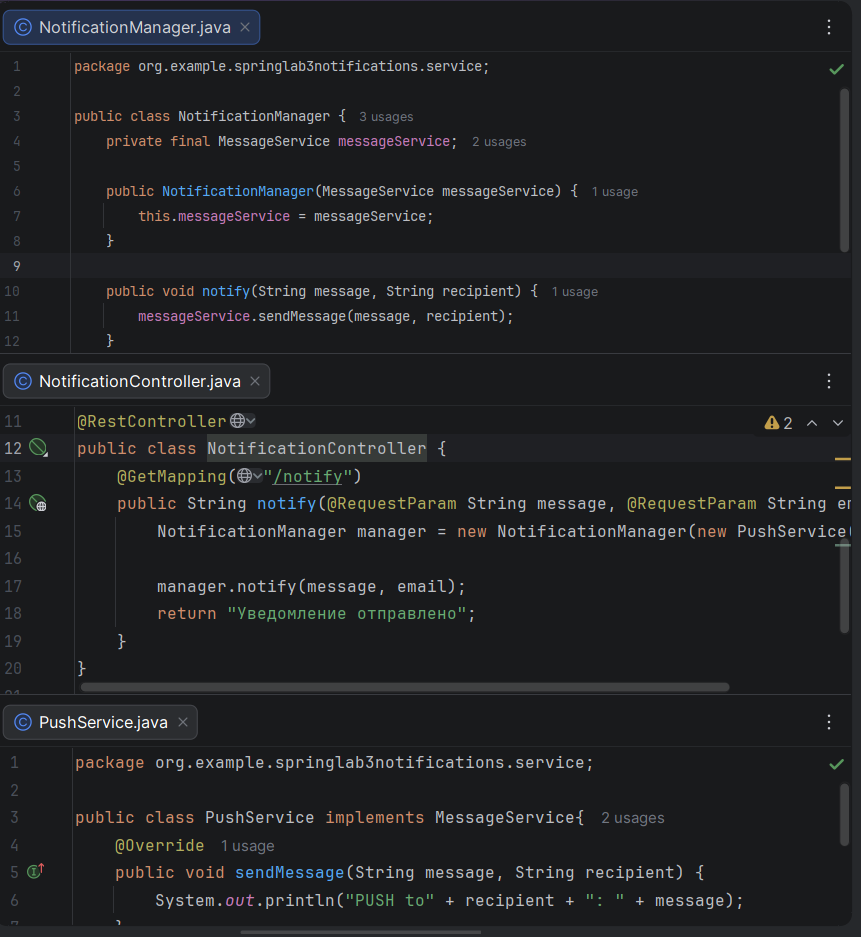 NotificationManager.java
1 package org.example.springlab3notifications.service;
2
3 public class NotificationManager { 3 usages
4 private final MessageService messageService; 2 usages
5
6 public NotificationManager(MessageService messageService) { 1 usage
7 this.messageService = messageService;
8 }
9
10 public void notify(String message, String recipient) { 1 usage
11 messageService.sendMessage(message, recipient);
12 }
NotificationController.java
11 @RestController
2
12 public class NotificationController {
13 @GetMapping("/notify")
14 public String notify(@RequestParam String message, @RequestParam String em
15 NotificationManager manager = new NotificationManager(new PushService(
16
17 manager.notify(message, email);
18 return "Уведомление отправлено";
19 }
20 }
PushService.java
1 package org.example.springlab3notifications.service;
2
3 public class PushService implements MessageService{ 2 usages
4 @Override 1 usage
5 public void sendMessage(String message, String recipient) {
6 System.out.println("PUSH to" + recipient + ": " + message);